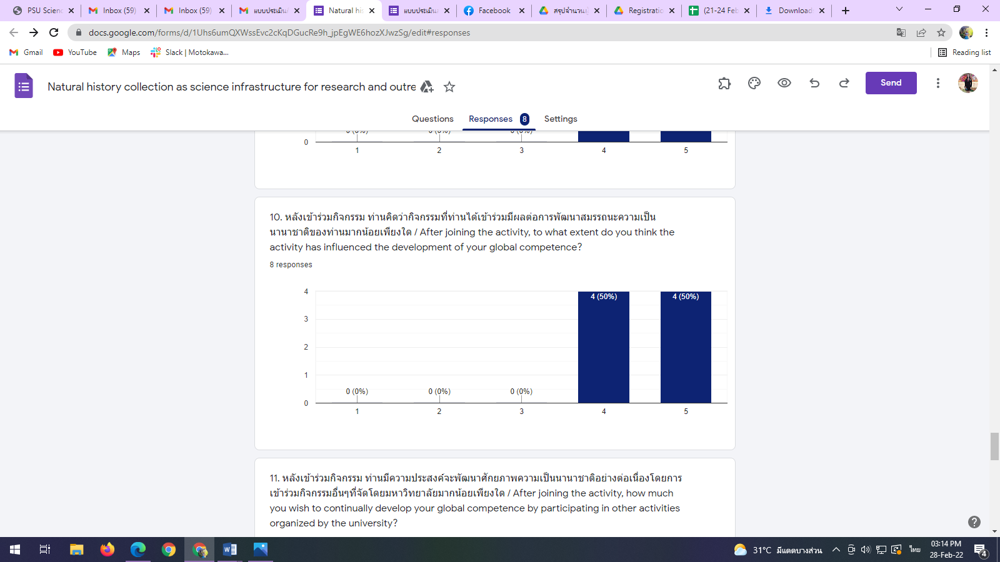 PSU Scienc
Inbox (59)
Inbox (59)
แบบประเมิน
Natural his
แบบประเมิน
Facebook
สรุปจำนวนผู้
Registratio
(21-24 Feb
Download
docs.google.com/forms/d/1Uhs6umQXWssEvc2cKqDGucRe9h_jpEgWE6hozXJwzSg/edit#responses
Gmail
YouTube
Maps
Slack | Motokawa...
Reading list
Natural history collection as science infrastructure for research and outre
Send
Questions
Responses 8
Settings
0 (0%) 0 (0%) 0 (0%)
0
1 2 3 4 5
10. หลังเข้าร่วมกิจกรรม ท่านคิดว่ากิจกรรมที่ท่านได้เข้าร่วมมีผลต่อการพัฒนาสมรรถนะความเป็น
นานาชาติของท่านมากน้อยเพียงใด / After joining the activity, to what extent do you think the
activity has influenced the development of your global competence?
8 responses
4
3
2
1
0
0 (0%) 0 (0%) 0 (0%) 4 (50%) 4 (50%)
1 2 3 4 5
11. หลังเข้าร่วมกิจกรรม ท่านมีความประสงค์จะพัฒนาศักยภาพความเป็นนานาชาติอย่างต่อเนื่องโดยการ
เข้าร่วมกิจกรรมอื่นๆที่จัดโดยมหาวิทยาลัยมากน้อยเพียงใด / After joining the activity, how much
you wish to continually develop your global competence by participating in other activities
organized by the university?
31°C มีแดดบางส่วน
ไทย
03:14 PM
28-Feb-22
4